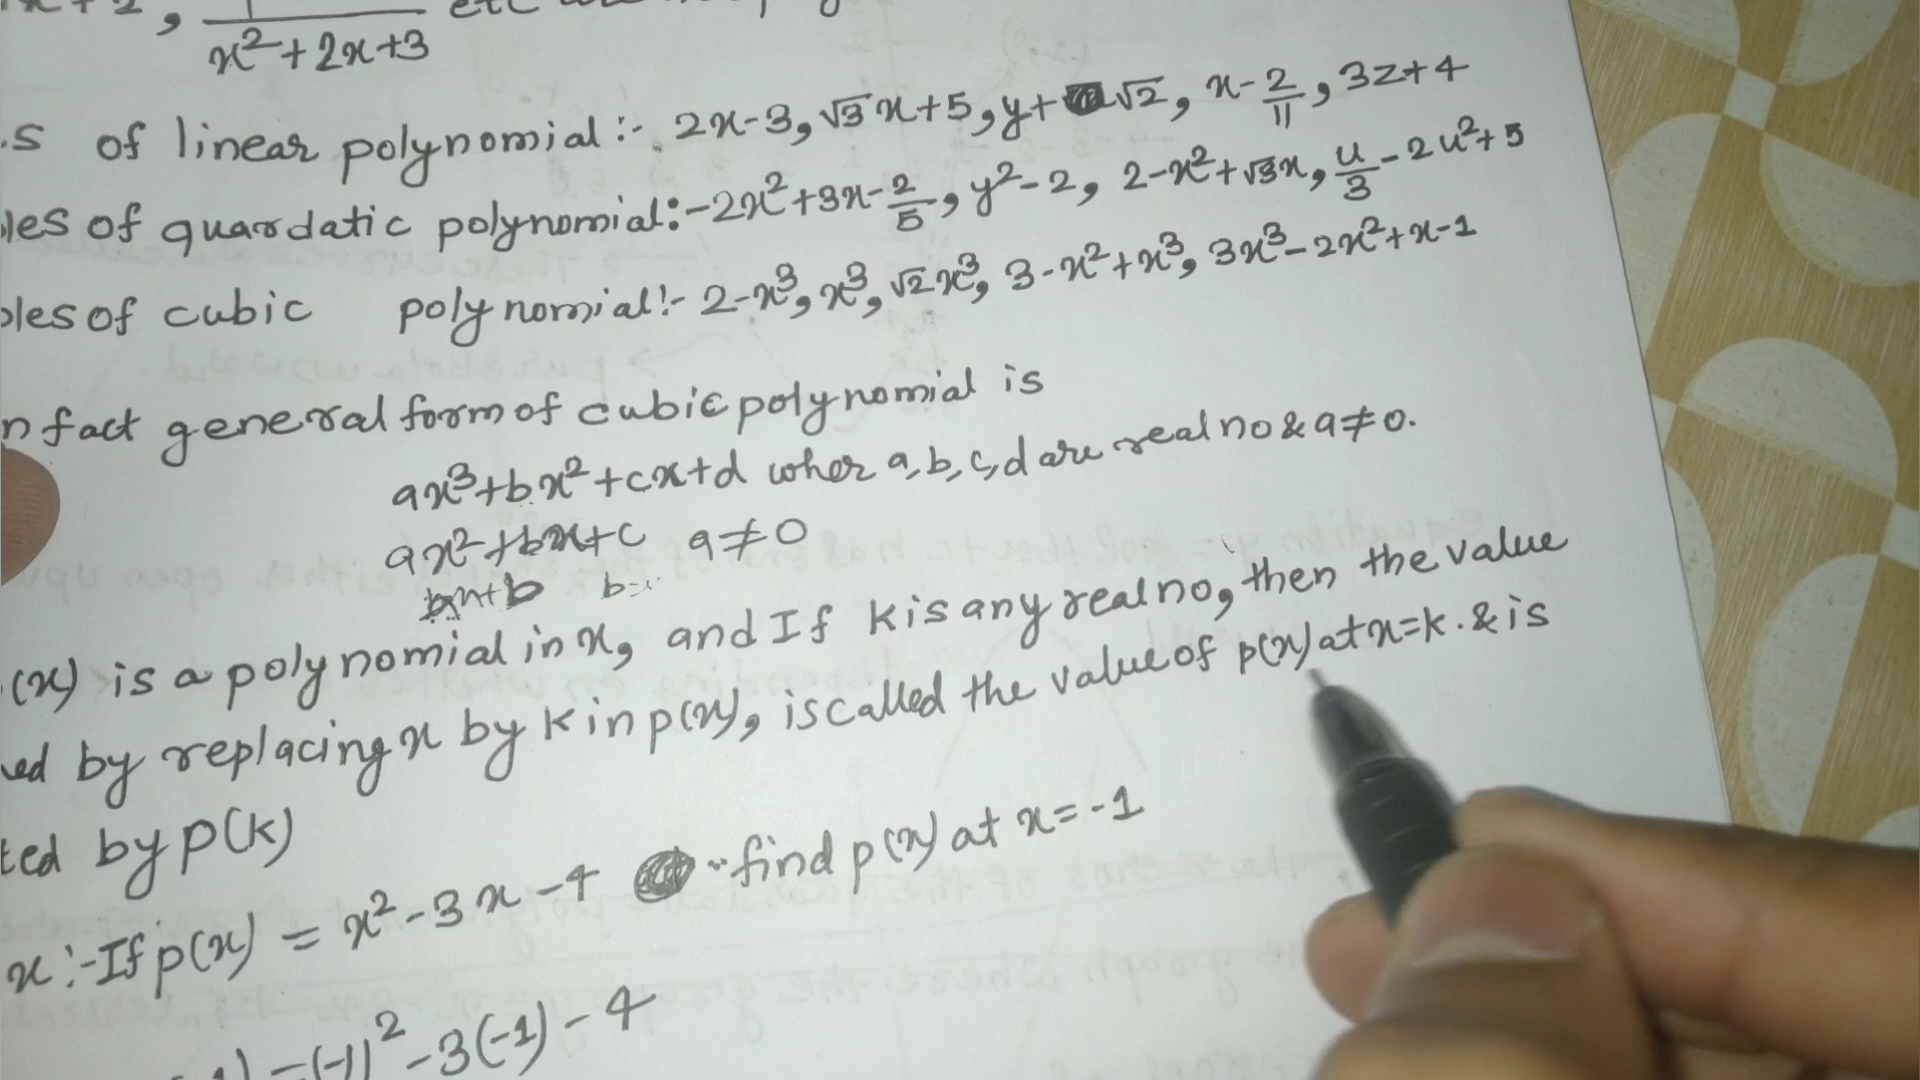 x²+2x+3
of linear polynomial :- 2x-3, √3x+5, y+√2, x-2/11, 3z+4
les of quardatic polynomial:-2x²+3x-2/5, y²-2, 2-x²+√3x, u/3-2u²+5
ples of cubic polynomial:- 2-x³, x³, √2x³, 3-x²+x³, 3x³-2x²+x-1
n fact general form of cubic polynomial is
ax³+bx²+cx+d wher a,b,c,d are real no & a≠0.
ax²+bx+c a≠0
(x) is a polynomial in x, and If k is any real no, then the value
ed by replacing x by k in p(x), is called the value of p(x) at x=k. & is
ted by p(k)
x:-If p(x) = x²-3x-4 find p(x) at x=-1
=(-1)²-3(-1)-4